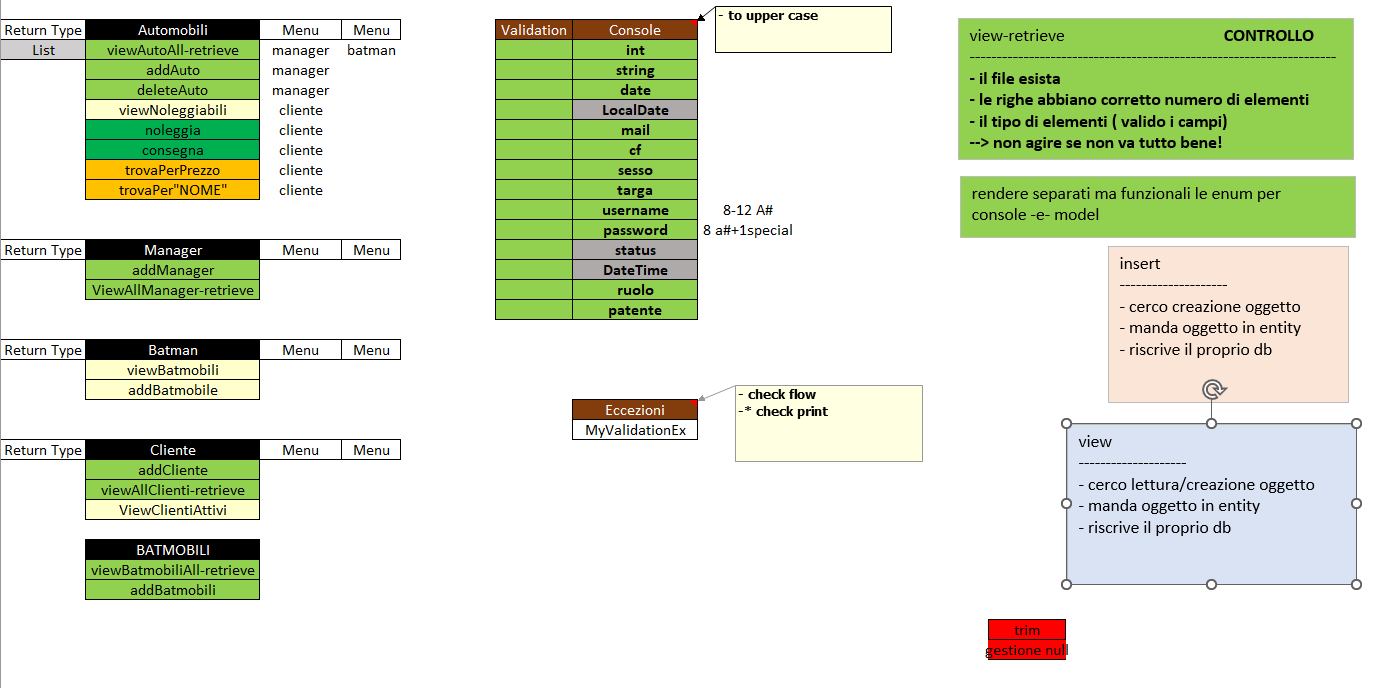 Return Type Automobili Menu Menu
List viewAutoAll-retrieve manager batman
addAuto manager
deleteAuto manager
viewNoleggiabili cliente
noleggia cliente
consegna cliente
trovaPerPrezzo cliente
trovaPer"NOME" cliente
Return Type Manager Menu Menu
addManager
ViewAllManager-retrieve
Return Type Batman Menu Menu
viewBatmobili
addBatmobile
Return Type Cliente Menu Menu
addCliente
viewAllClienti-retrieve
ViewClientiAttivi
BATMOBILI
viewBatmobiliAll-retrieve
addBatmobili
Validation Console
int
string
date
LocalDate
mail
cf
sesso
targa
username 8-12 A#
password 8 a#+1special
status
DateTime
ruolo
patente
- to upper case
Eccezioni
MyValidationEx
- check flow
-* check print
view-retrieve CONTROLLO
--------------------------------------------------------------------
- il file esista
- le righe abbiano corretto numero di elementi
- il tipo di elementi ( valido i campi)
--> non agire se non va tutto bene!
rendere separati ma funzionali le enum per
console -e- model
insert
--------------------
- cerco creazione oggetto
- manda oggetto in entity
- riscrive il proprio db
view
--------------------
- cerco lettura/creazione oggetto
- manda oggetto in entity
- riscrive il proprio db
trim
gestione null